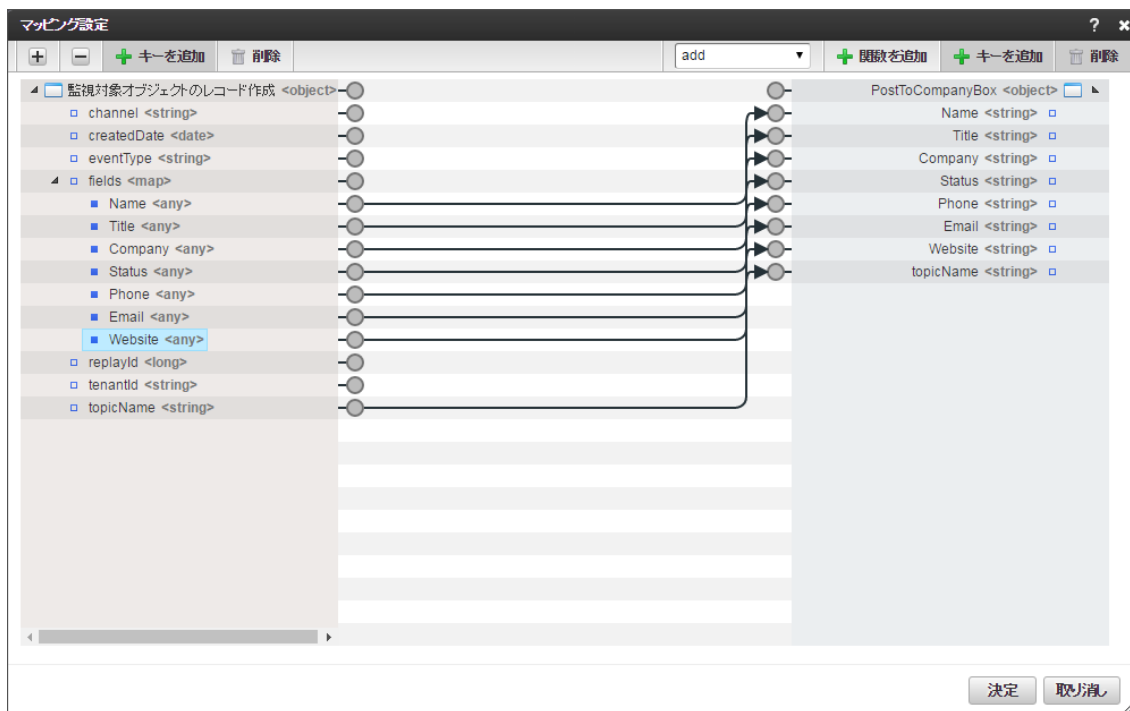 マッピング設定 ?
キーを追加 削除 add 関数を追加 キーを追加 削除
監視対象オブジェクトのレコード作成 <object> PostToCompanyBox <object>
channel <string> Name <string>
createdDate <date> Title <string>
eventType <string> Company <string>
fields <map> Status <string>
Name <any> Phone <string>
Title <any> Email <string>
Company <any> Website <string>
Status <any> topicName <string>
Phone <any>
Email <any>
Website <any>
replayId <long>
tenantId <string>
topicName <string>
決定 取り消し